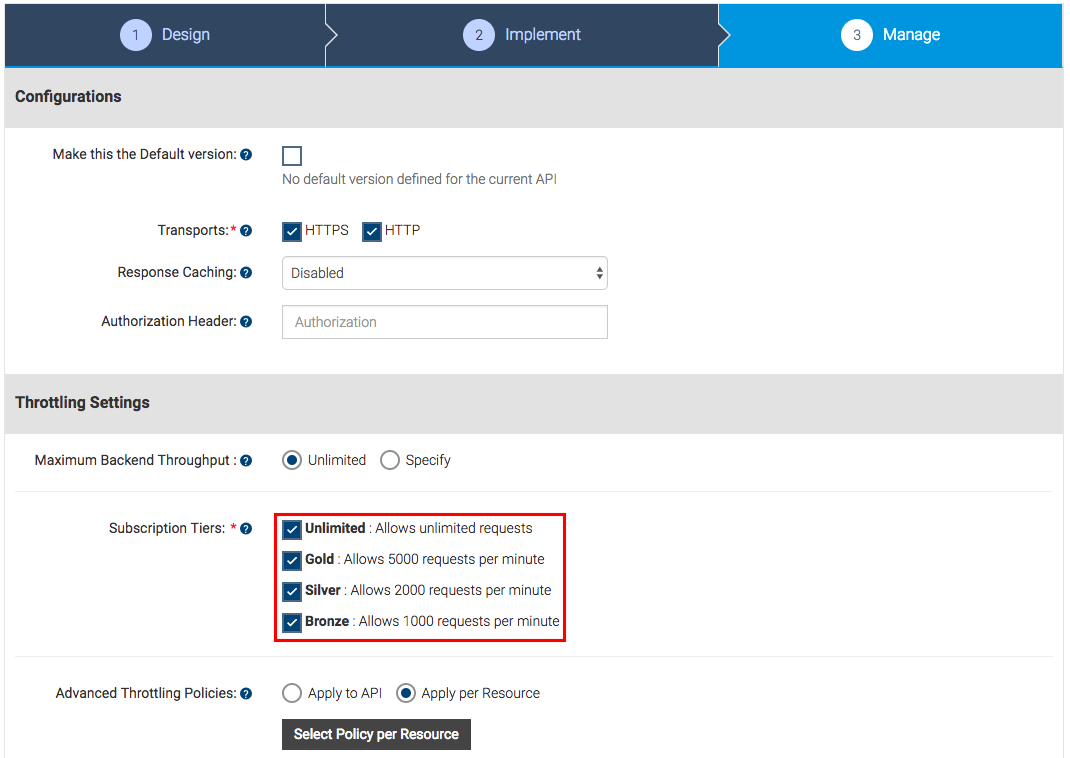 1 Design 2 Implement 3 Manage
Configurations
Make this the Default version: ?
No default version defined for the current API
Transports:* ? HTTPS HTTP
Response Caching: ? Disabled
Authorization Header: ? Authorization
Throttling Settings
Maximum Backend Throughput : ? Unlimited Specify
Subscription Tiers: * ? Unlimited : Allows unlimited requests
Gold : Allows 5000 requests per minute
Silver : Allows 2000 requests per minute
Bronze : Allows 1000 requests per minute
Advanced Throttling Policies: ? Apply to API Apply per Resource
Select Policy per Resource